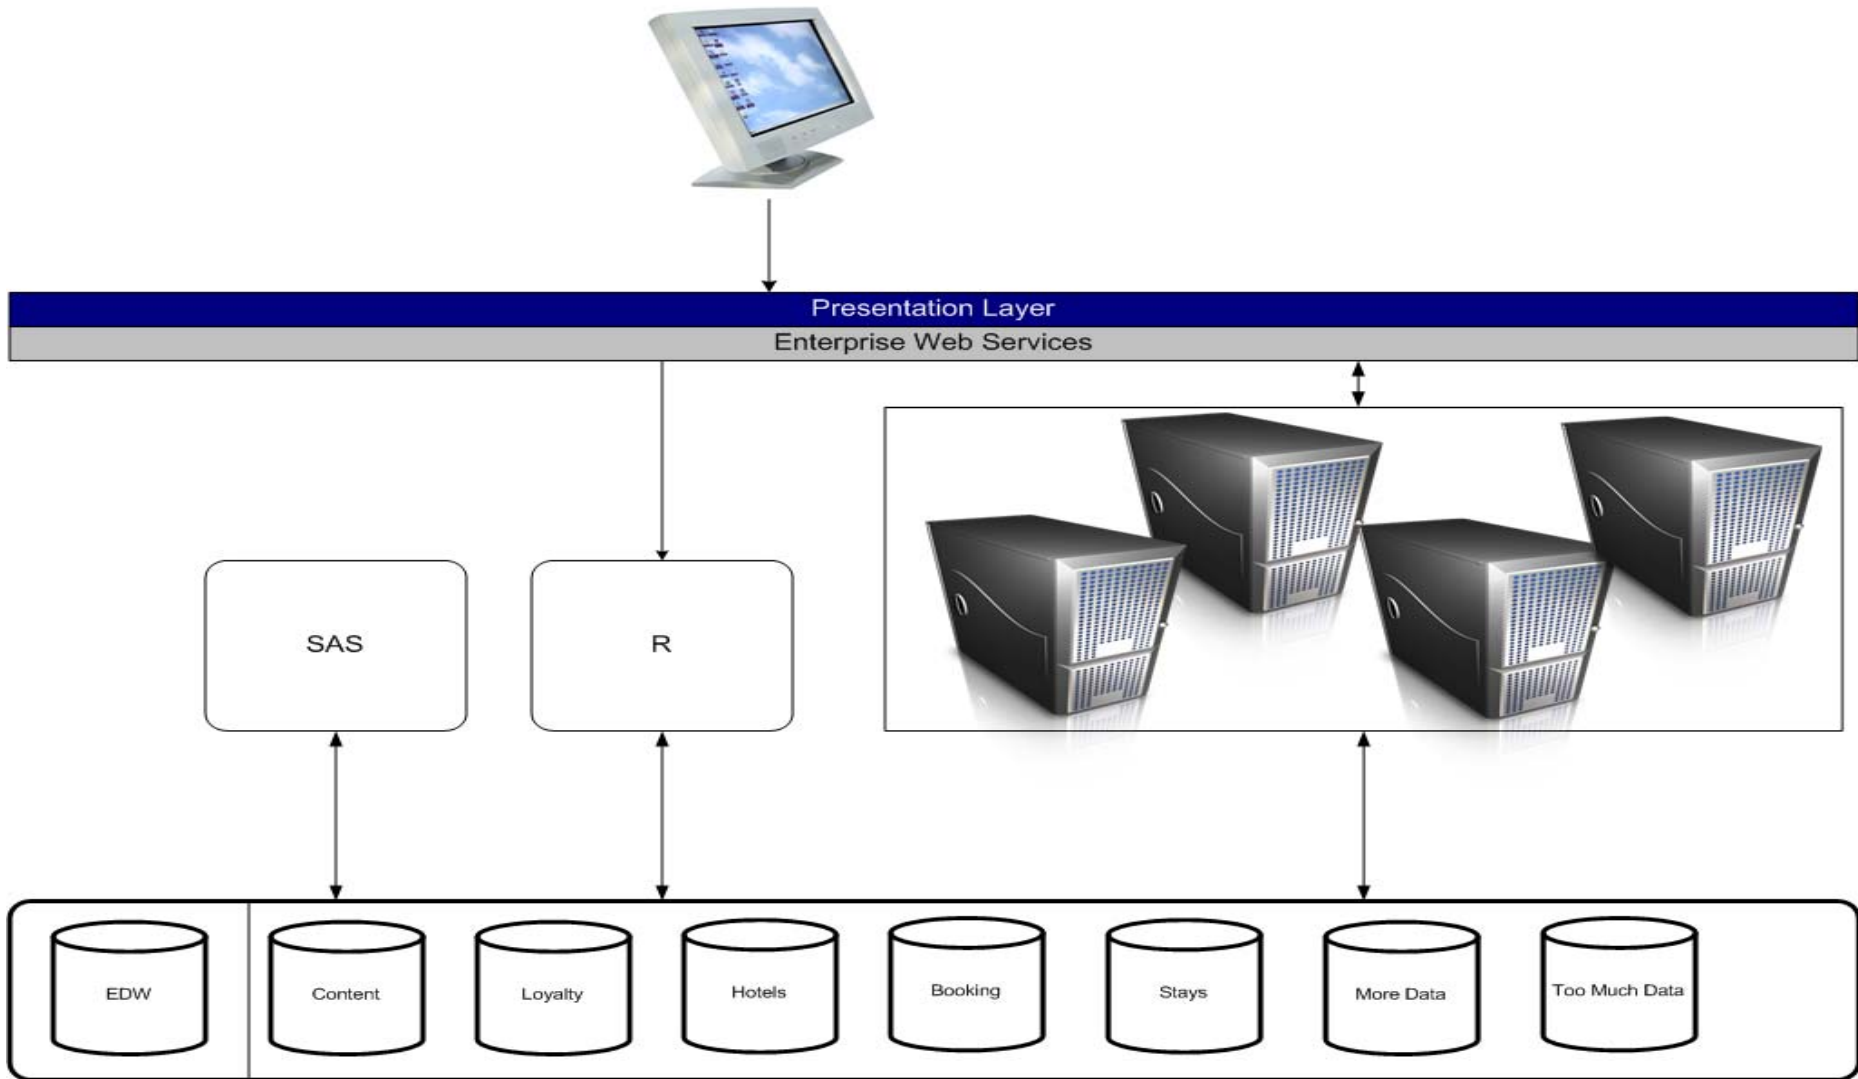 Presentation Layer
Enterprise Web Services
SAS
R
EDW
Content
Loyalty
Hotels
Booking
Stays
More Data
Too Much Data